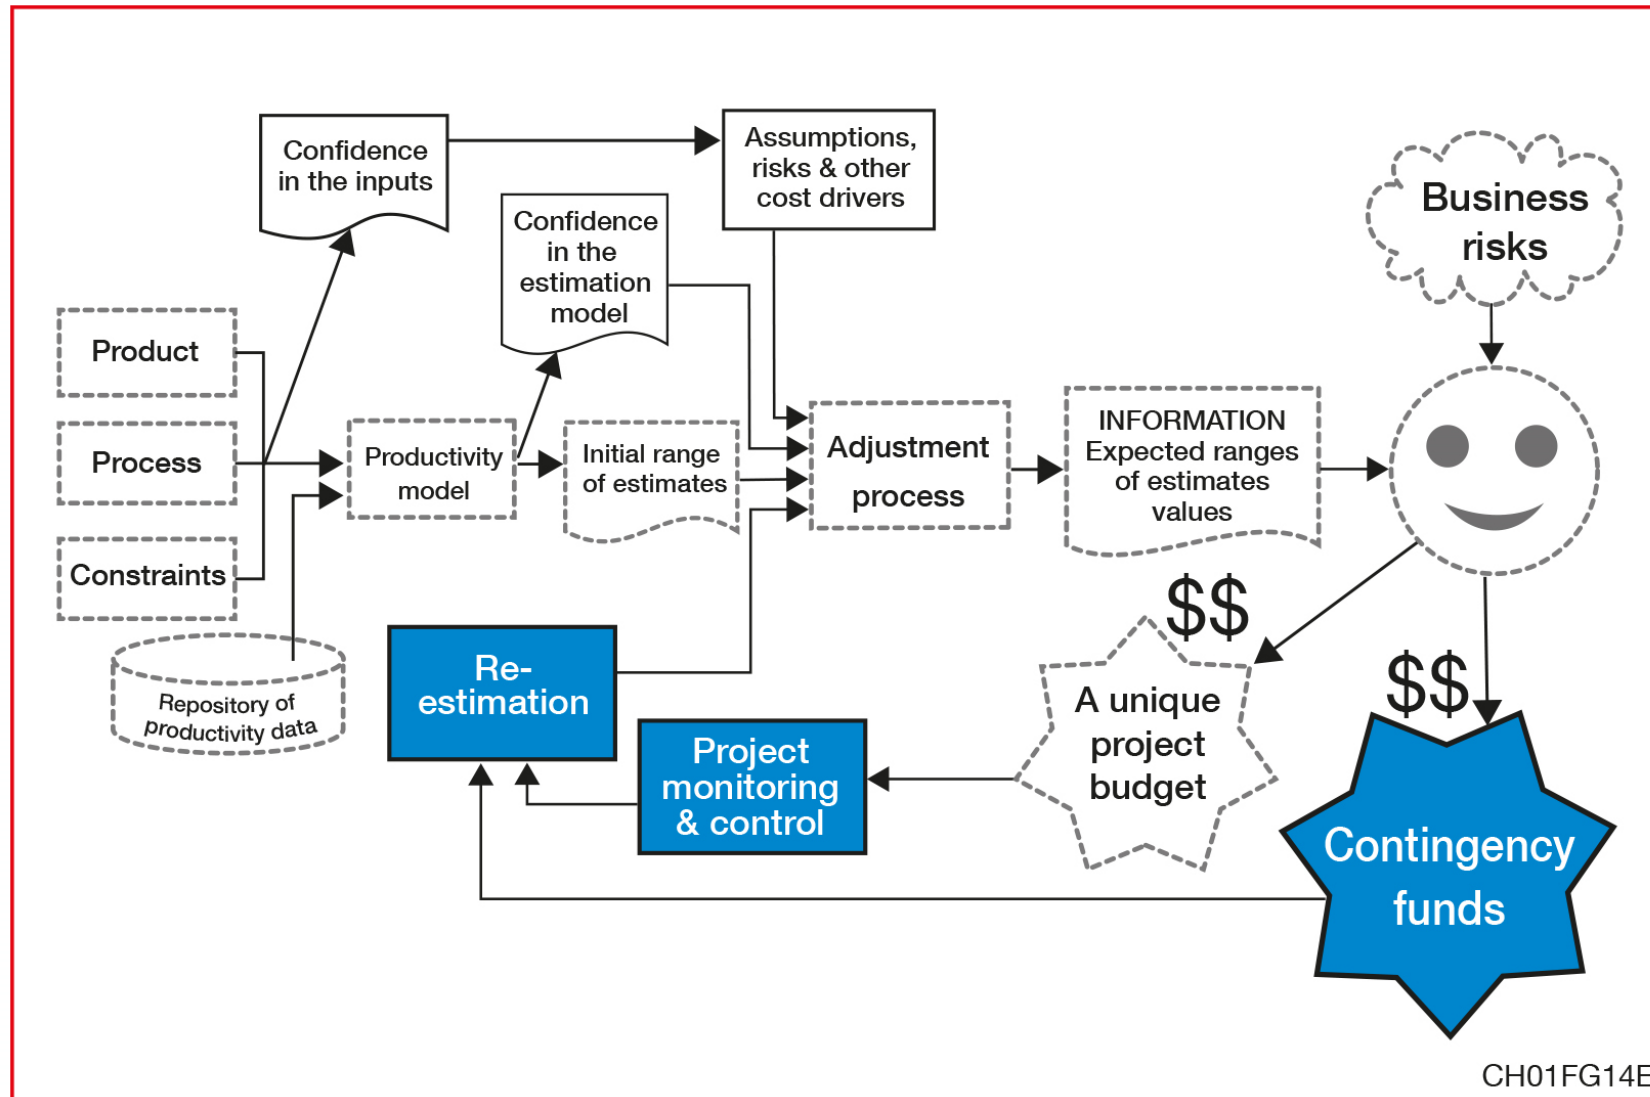 Confidence
in the inputs
Assumptions,
risks & other
cost drivers
Confidence
in the
estimation
model
Business
risks
Product
Process
Constraints
Productivity
model
Initial range
of estimates
Adjustment
process
INFORMATION
Expected ranges
of estimates
values
Repository of
productivity data
Re-
estimation
Project
monitoring
& control
$$
A unique
project
budget
$$
Contingency
funds
CH01FG14E